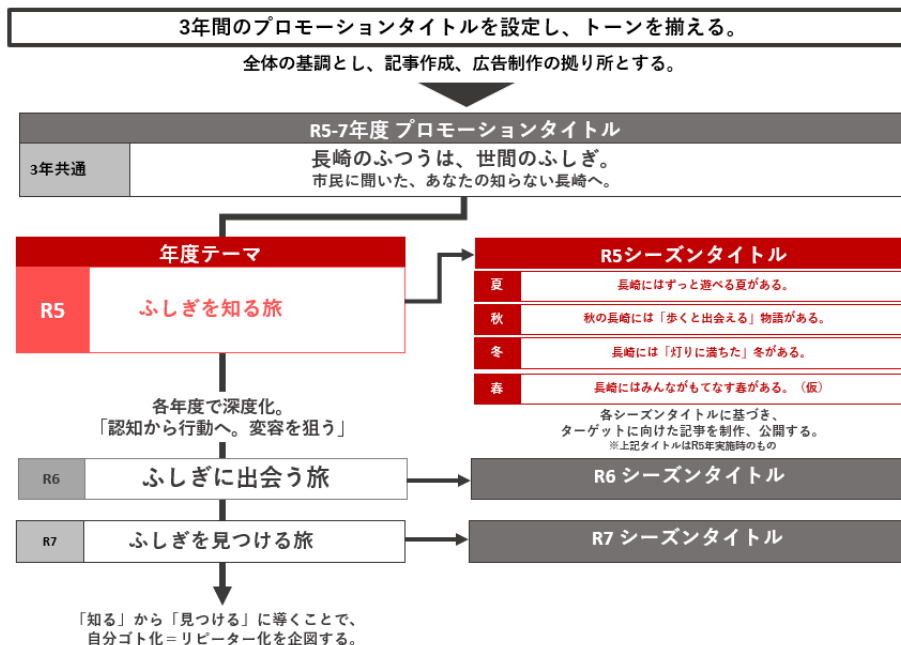 3年間のプロモーションタイトルを設定し、トーンを揃える。
全体の基調とし、記事作成、広告制作の拠り所とする。
R5-7年度 プロモーションタイトル
3年共通
長崎のふつうは、世間のふしぎ。
市民に聞いた、あなたの知らない長崎へ。
年度テーマ
R5
ふしぎを知る旅
R5シーズンタイトル
夏
長崎にはずっと遊べる夏がある。
秋
秋の長崎には「歩くと出会える」物語がある。
冬
長崎には「灯りに満ちた」冬がある。
春
長崎にはみんながもてなす春がある。（仮）
各年度で深度化。
「認知から行動へ。変容を狙う」
各シーズンタイトルに基づき、
ターゲットに向けた記事を制作、公開する。
※上記タイトルはR5年実施時のもの
R6
ふしぎに出会う旅
R6 シーズンタイトル
R7
ふしぎを見つける旅
R7 シーズンタイトル
「知る」から「見つける」に導くことで、
自分ゴト化＝リピーター化を企図する。